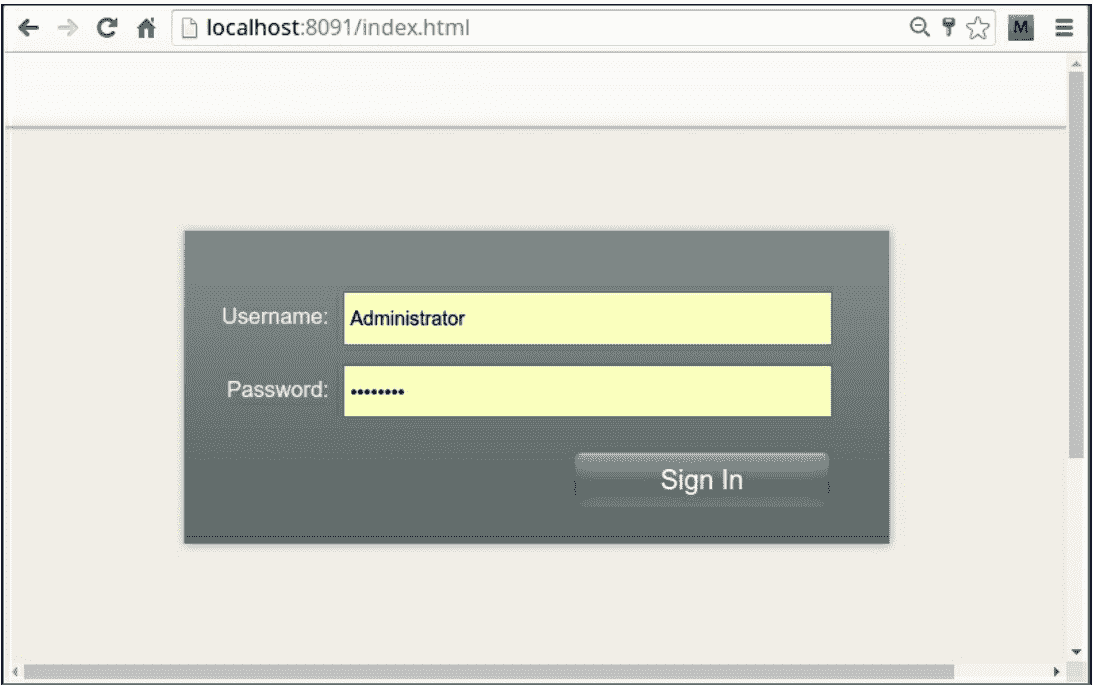 localhost:8091/index.html
M
Username: Administrator
Password: ••••••••
Sign In